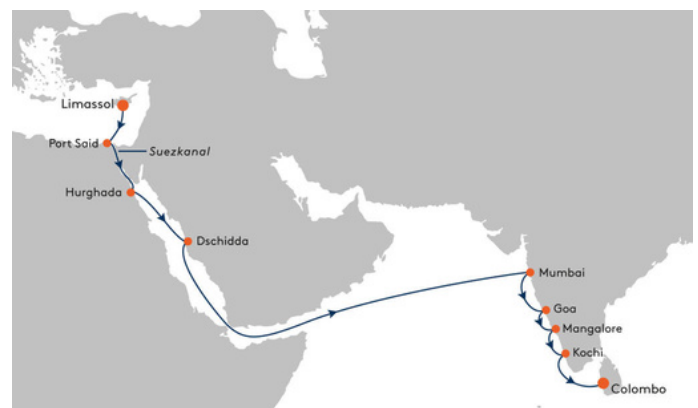 Limassol
Port Said
Suezkanal
Hurghada
Dschidda
Mumbai
Goa
Mangalore
Kochi
Colombo